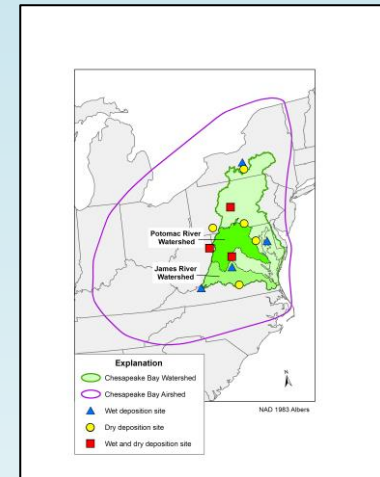 Potomac River
Watershed
James River
Watershed
Explanation
Chesapeake Bay Watershed
Chesapeake Bay Airshed
Wet deposition site
Dry deposition site
Wet and dry deposition site
N
NAD 1983 Albers